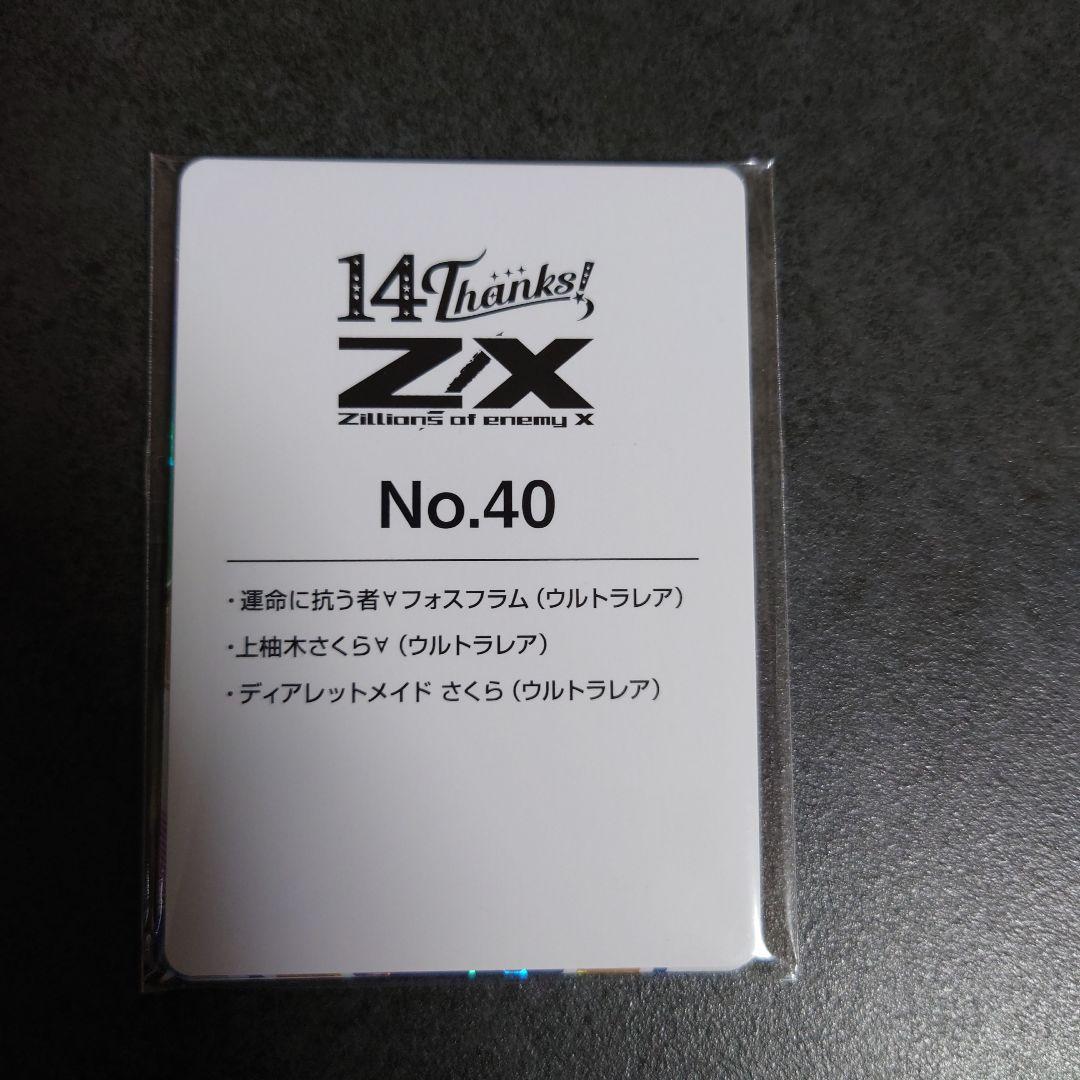 14 Thanks!
Z/X
Zillions of enemy X
No.40
・運命に抗う者∀フォスフラム（ウルトラレア）
・上柚木さくら∀（ウルトラレア）
・ディアレットメイド さくら（ウルトラレア）